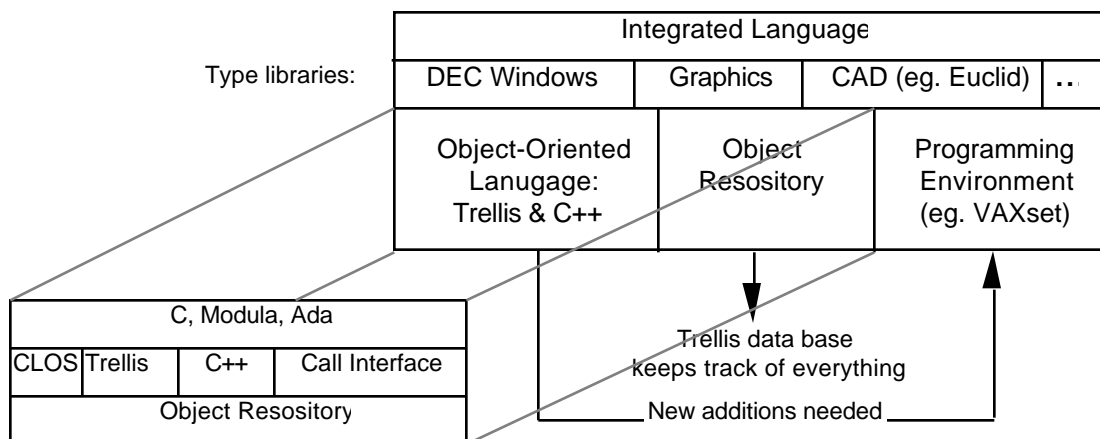 Integrated Language
Type libraries:
DEC Windows
Graphics
CAD (eg. Euclid)
...
Object-Oriented
Lanugage:
Trellis & C++
Object
Resository
Programming
Environment
(eg. VAXset)
C, Modula, Ada
CLOS
Trellis
C++
Call Interface
Object Resository
Trellis data base
keeps track of everything
New additions needed